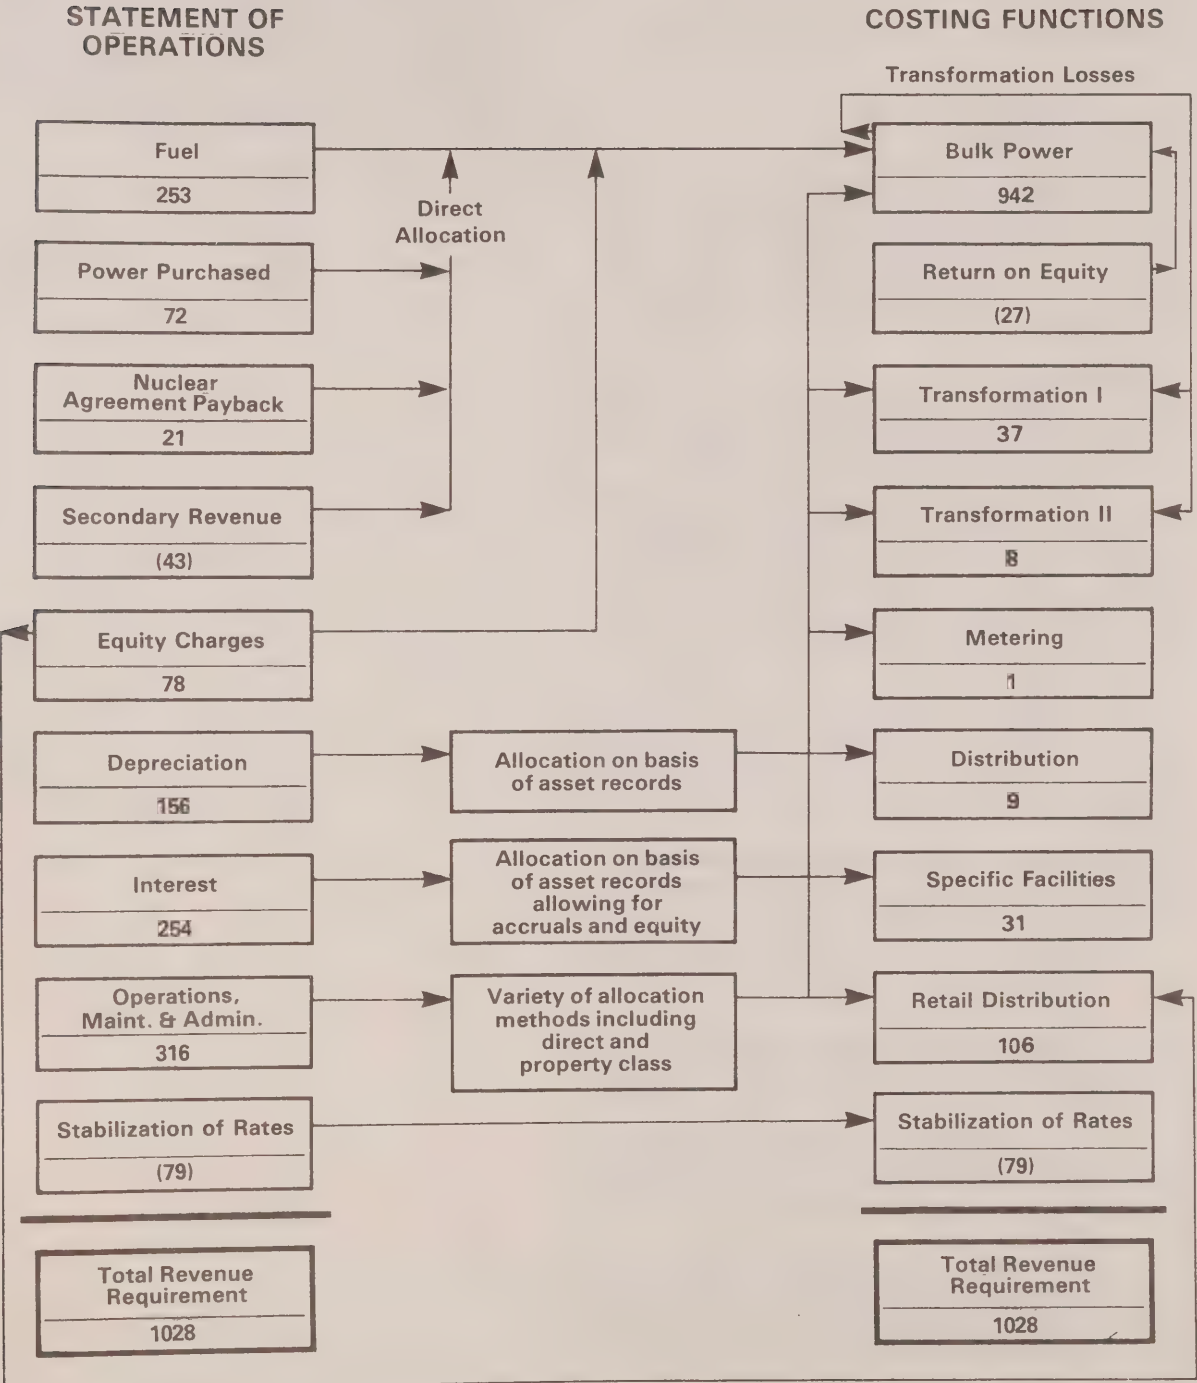 STATEMENT OF
OPERATIONS
COSTING FUNCTIONS
Transformation Losses
Fuel
253
Direct
Allocation
Bulk Power
942
Power Purchased
72
Return on Equity
(27)
Nuclear
Agreement Payback
21
Transformation I
37
Secondary Revenue
(43)
Transformation II
8
Equity Charges
78
Metering
1
Depreciation
156
Allocation on basis
of asset records
Distribution
9
Interest
254
Allocation on basis
of asset records
allowing for
accruals and equity
Specific Facilities
31
Operations,
Maint. & Admin.
316
Variety of allocation
methods including
direct and
property class
Retail Distribution
106
Stabilization of Rates
(79)
Stabilization of Rates
(79)
Total Revenue
Requirement
1028
Total Revenue
Requirement
1028